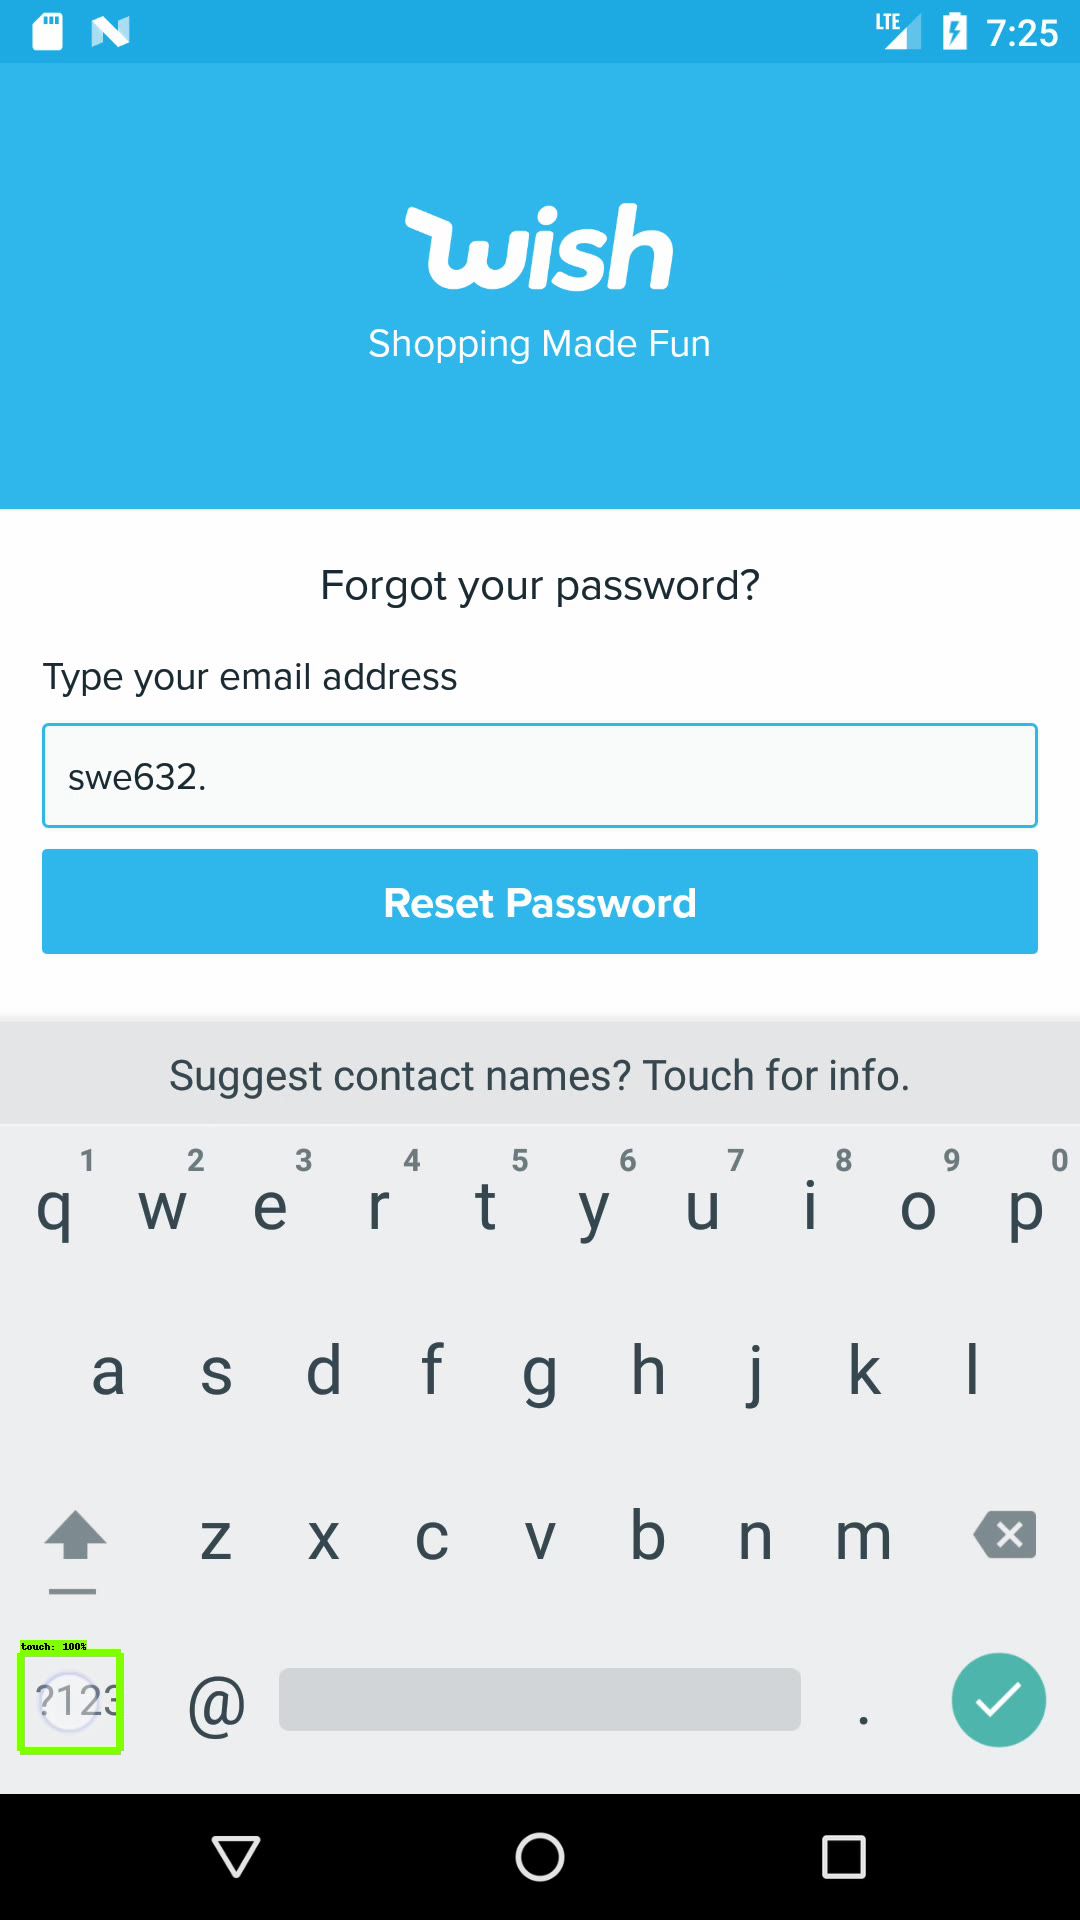 LTE 7:25
wish
Shopping Made Fun
Forgot your password?
Type your email address
swe632.
Reset Password
Suggest contact names? Touch for info.
1 2 3 4 5 6 7 8 9 0
q w e r t y u i o p
a s d f g h j k l
z x c v b n m
touch: 100%
?123 @ .